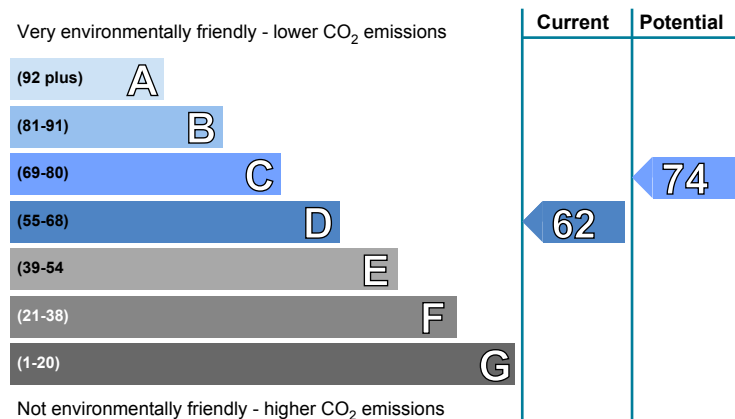 Current Potential
Very environmentally friendly - lower CO2 emissions
(92 plus) A
(81-91) B
(69-80) C
74
(55-68) D
62
(39-54 E
(21-38) F
(1-20) G
Not environmentally friendly - higher CO2 emissions